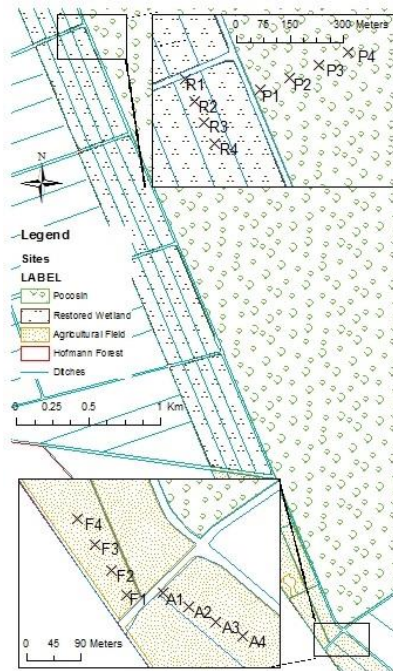 0 75 150 300 Meters
P4
P3
P2
P1
R1
R2
R3
R4
N
Legend
Sites
LABEL
Pocosin
Restored Wetland
Agricultural Field
Hofmann Forest
Ditches
0 0.25 0.5 1 Km
F4
F3
F2
F1
A1
A2
A3
A4
0 45 90 Meters